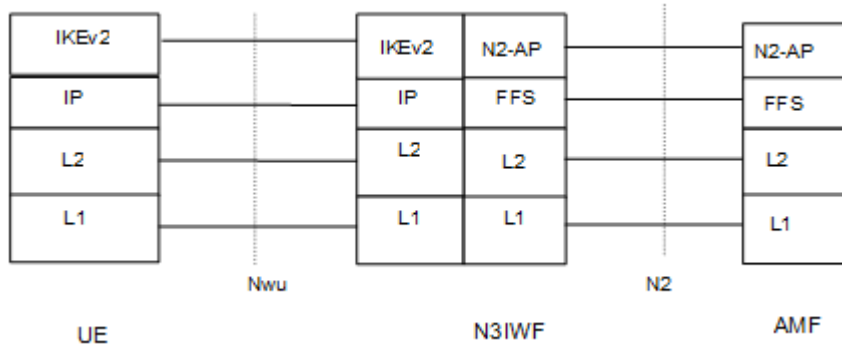 IKEv2 IKEv2 N2-AP N2-AP
IP IP FFS FFS
L2 L2 L2 L2
L1 L1 L1 L1
Nwu N2
UE N3IWF AMF